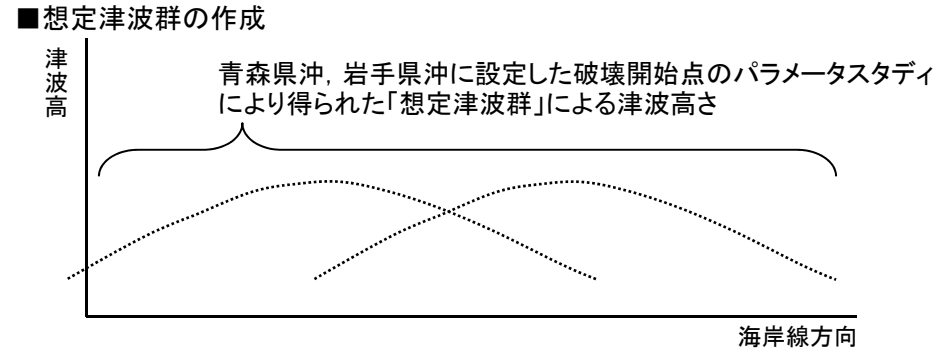 ■想定津波群の作成
津波高
青森県沖，岩手県沖に設定した破壊開始点のパラメータスタディ
により得られた「想定津波群」による津波高さ
海岸線方向